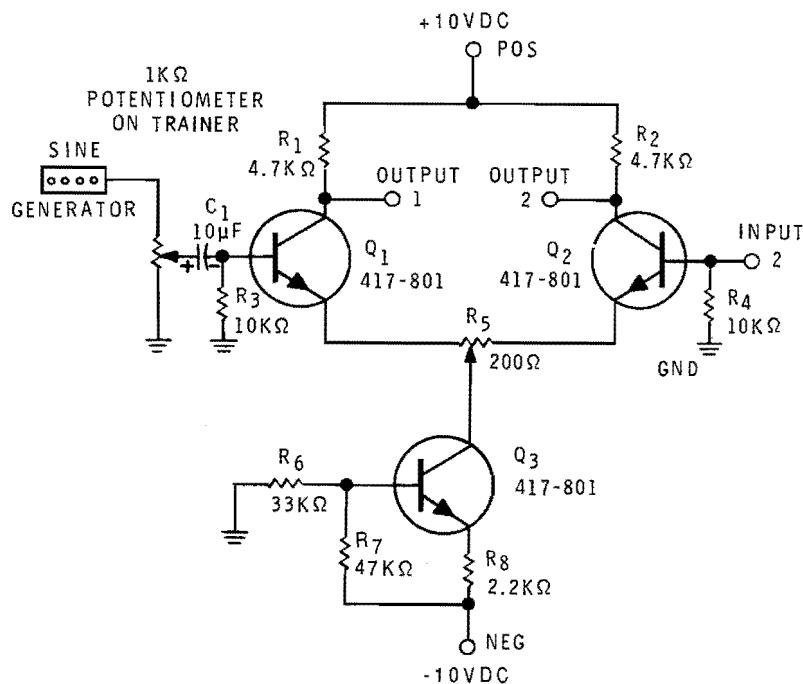 +10VDC
POS
1KΩ
POTENTIOMETER
ON TRAINER
SINE
GENERATOR
R1
4.7KΩ
R2
4.7KΩ
OUTPUT
1
OUTPUT
2
C1
10µF
+ -
Q1
417-801
Q2
417-801
INPUT
2
R3
10KΩ
R4
10KΩ
GND
R5
200Ω
Q3
417-801
R6
33KΩ
R7
47KΩ
R8
2.2KΩ
NEG
-10VDC